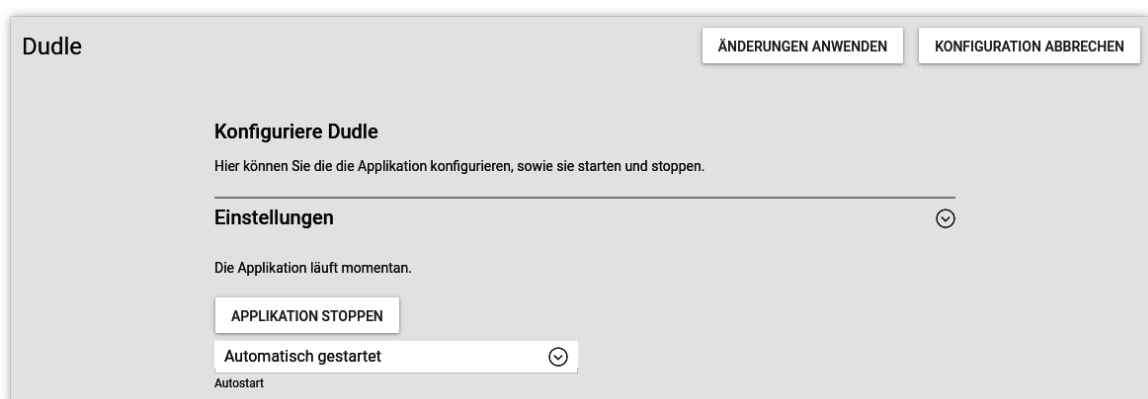 Dudle
ÄNDERUNGEN ANWENDEN
KONFIGURATION ABBRECHEN
Konfiguriere Dudle
Hier können Sie die die Applikation konfigurieren, sowie sie starten und stoppen.
Einstellungen
Die Applikation läuft momentan.
APPLIKATION STOPPEN
Automatisch gestartet
Autostart